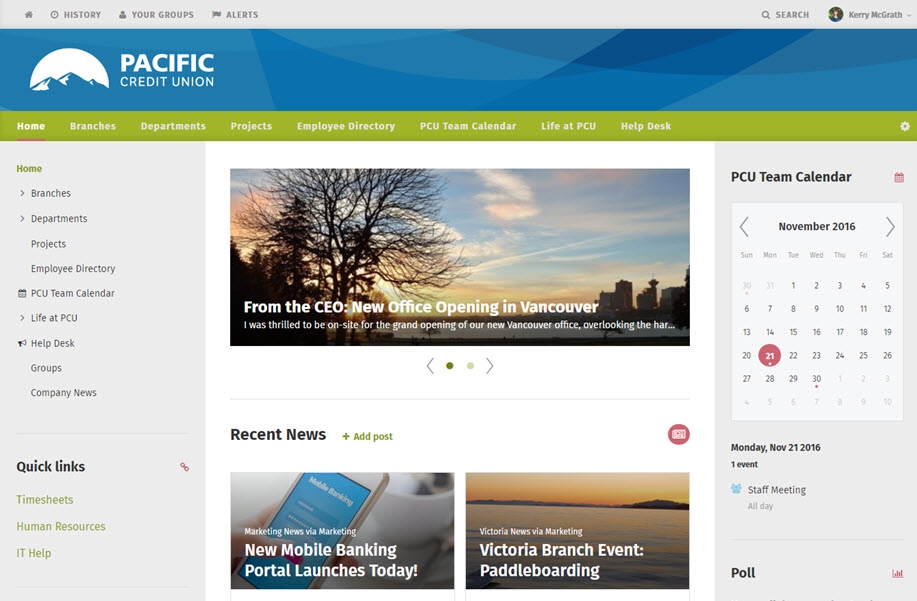 HISTORY YOUR GROUPS ALERTS SEARCH Kerry McGrath
PACIFIC
CREDIT UNION
Home Branches Departments Projects Employee Directory PCU Team Calendar Life at PCU Help Desk
Home
Branches
Departments
Projects
Employee Directory
PCU Team Calendar
Life at PCU
Help Desk
Groups
Company News
Quick links
Timesheets
Human Resources
IT Help
From the CEO: New Office Opening in Vancouver
I was thrilled to be on-site for the grand opening of our new Vancouver office, overlooking the har...
Recent News + Add post
Mobile Banking
Marketing News via Marketing
New Mobile Banking
Portal Launches Today!
Victoria News via Marketing
Victoria Branch Event:
Paddleboarding
PCU Team Calendar
November 2016
Sun Mon Tue Wed Thu Fri Sat
30 31 1 2 3 4 5
6 7 8 9 10 11 12
13 14 15 16 17 18 19
20 21 22 23 24 25 26
27 28 29 30 1 2 3
4 5 6 7 8 9 10
Monday, Nov 21 2016
1 event
Staff Meeting
All day
Poll